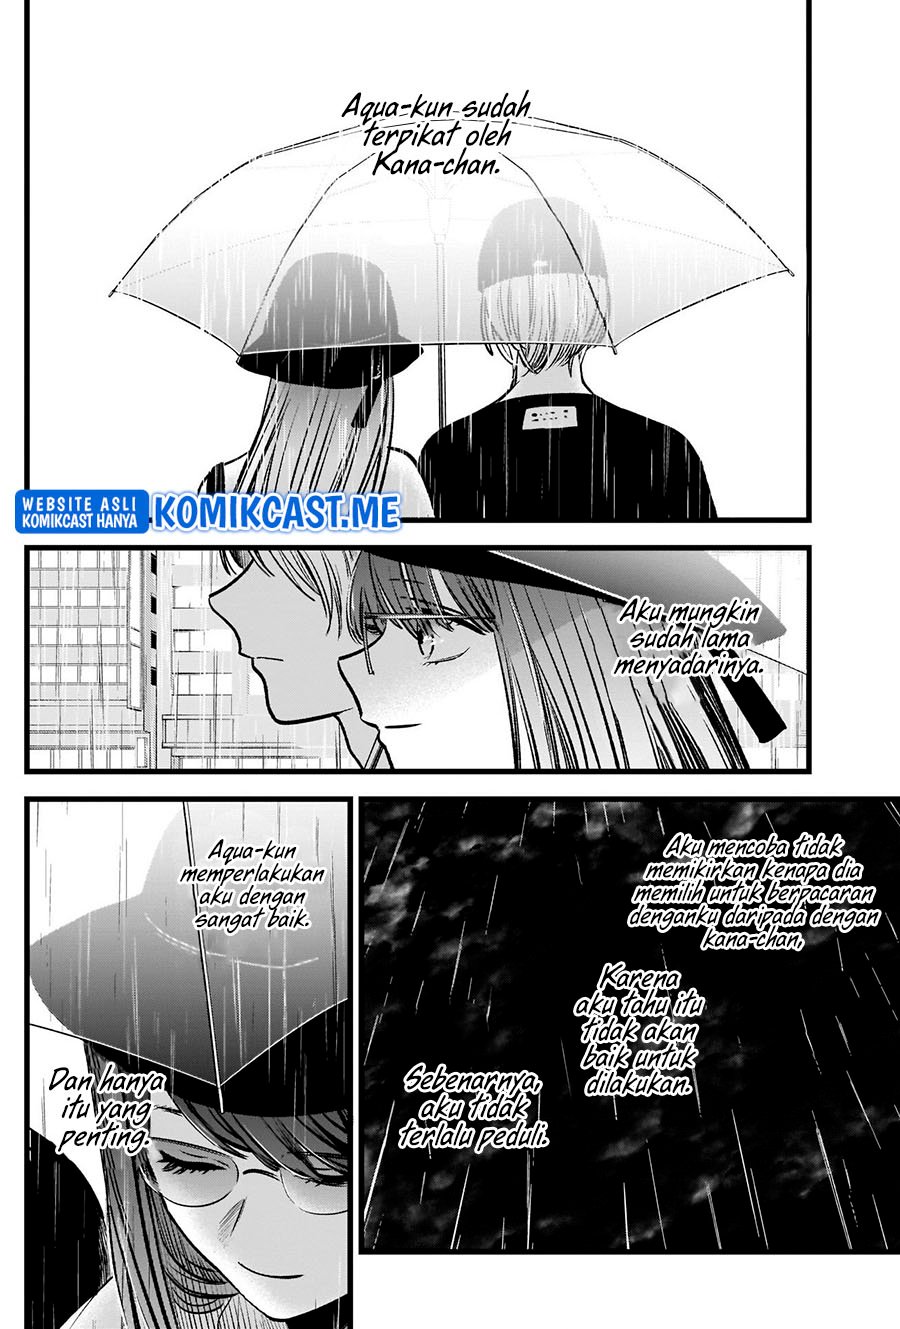 Aqua-kun sudah
terpikat oleh
Kana-chan.
WEBSITE ASLI
KOMIKCAST HANYA
KOMIKCAST.ME
Aku mungkin
sudah lama
menyadarinya.
Aku mencoba tidak
memikirkan kenapa dia
memilih untuk berpacaran
denganku daripada dengan
kana-chan,
Karena
aku tahu itu
tidak akan
baik untuk
dilakukan.
Sebenarnya,
aku tidak
terlalu peduli.
Aqua-kun
memperlakukan
aku dengan
sangat baik.
Dan hanya
itu yang
penting.